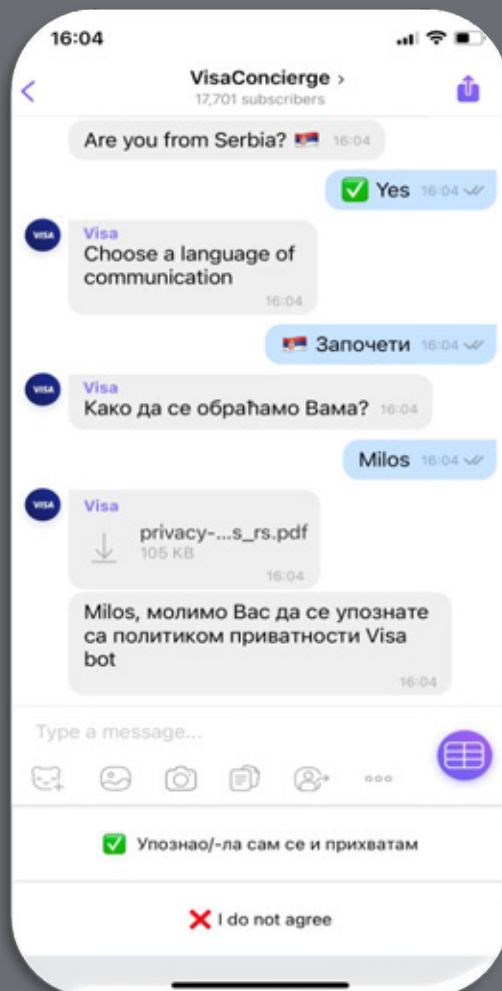 16:04
VisaConcierge >
17,701 subscribers
Are you from Serbia? 🇷🇸 16:04
✅ Yes 16:04
VISA
Visa
Choose a language of
communication
16:04
🇷🇸 Започети 16:04
VISA
Visa
Како да се обраћамо Вама? 16:04
Milos 16:04
VISA
Visa
privacy-...s_rs.pdf
105 KB
16:04
Milos, молимо Вас да се упознате
са политиком приватности Visa
bot
16:04
Type a message...
✅ Упознао/-ла сам се и прихватам
❌ I do not agree